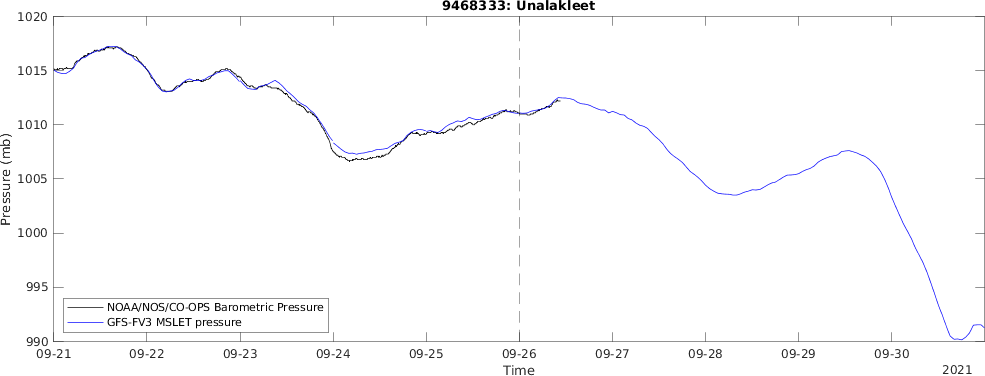 9468333: Unalakleet
Pressure (mb)
1020
1015
1010
1005
1000
995
990
NOAA/NOS/CO-OPS Barometric Pressure
GFS-FV3 MSLET pressure
09-21 09-22 09-23 09-24 09-25 09-26 09-27 09-28 09-29 09-30
Time
2021